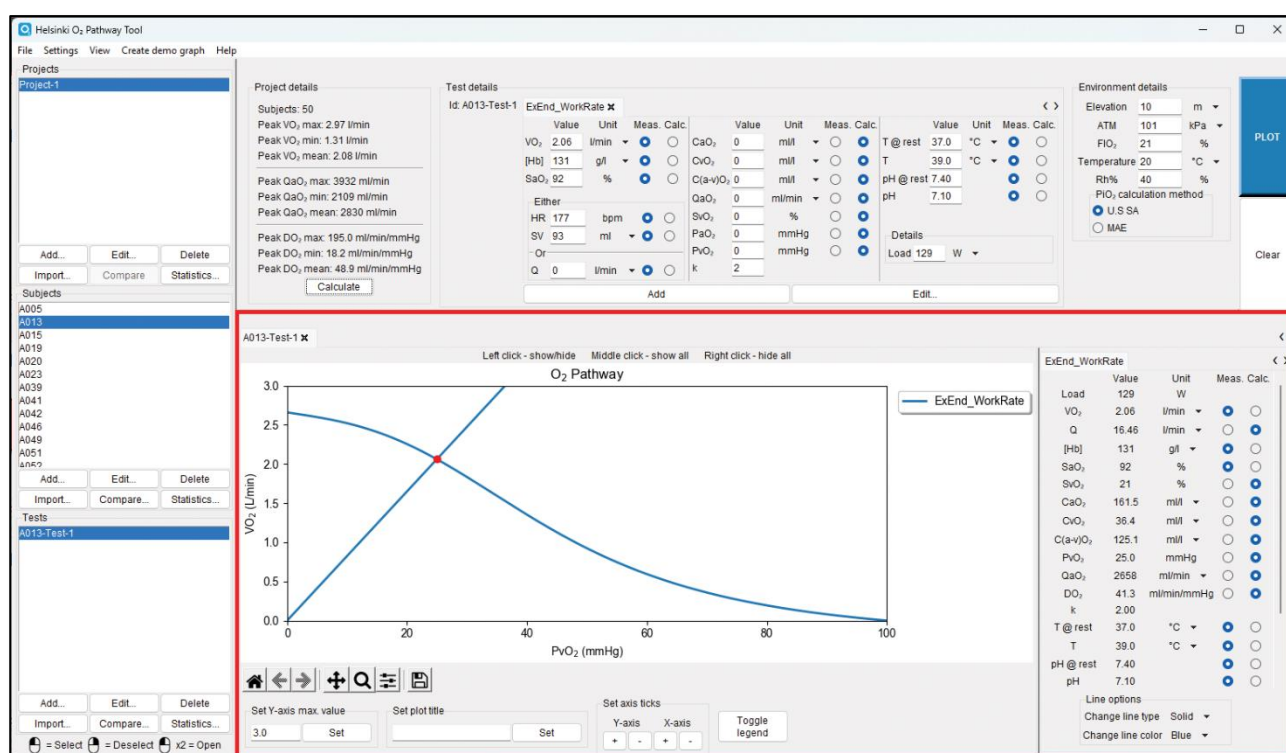 Helsinki O₂ Pathway Tool
File Settings View Create demo graph Help
Projects
Project-1
Add... Edit... Delete
Import... Compare Statistics...
Subjects
A005
A013
A015
A019
A020
A023
A039
A041
A042
A046
A049
A051
A052
Add... Edit... Delete
Import... Compare... Statistics...
Tests
A013-Test-1
Add... Edit... Delete
Import... Compare... Statistics...
= Select = Deselect x2 = Open
Project details
Subjects: 50
Peak VO₂ max: 2.97 l/min
Peak VO₂ min: 1.31 l/min
Peak VO₂ mean: 2.08 l/min
Peak QaO₂ max: 3932 ml/min
Peak QaO₂ min: 2109 ml/min
Peak QaO₂ mean: 2830 ml/min
Peak DO₂ max: 195.0 ml/min/mmHg
Peak DO₂ min: 18.2 ml/min/mmHg
Peak DO₂ mean: 48.9 ml/min/mmHg
Calculate
Test details
Id: A013-Test-1 ExEnd_WorkRate ✖ < >
Value Unit Meas. Calc.
VO₂ 2.06 l/min
[Hb] 131 g/l
SaO₂ 92 %
Either
HR 177 bpm
SV 93 ml
Or
Q 0 l/min
Value Unit Meas. Calc.
CaO₂ 0 ml/l
CvO₂ 0 ml/l
C(a-v)O₂ 0 ml/l
QaO₂ 0 ml/min
SvO₂ 0 %
PaO₂ 0 mmHg
PvO₂ 0 mmHg
k 2
Value Unit Meas. Calc.
T @ rest 37.0 °C
T 39.0 °C
pH @ rest 7.40
pH 7.10
Details
Load 129 W
Add Edit...
Environment details
Elevation 10 m
ATM 101 kPa
FIO₂ 21 %
Temperature 20 °C
Rh% 40 %
PiO₂ calculation method
U.S SA
MAE
PLOT
Clear
A013-Test-1 ✖ <
Left click - show/hide Middle click - show all Right click - hide all
O₂ Pathway
ExEnd_WorkRate
VO₂ (L/min)
3.0
2.5
2.0
1.5
1.0
0.5
0.0
0 20 40 60 80 100
PvO₂ (mmHg)
Set Y-axis max. value
3.0 Set
Set plot title
Set
Set axis ticks
Y-axis X-axis
+ - + -
Toggle
legend
ExEnd_WorkRate < >
Value Unit Meas. Calc.
Load 129 W
VO₂ 2.06 l/min
Q 16.46 l/min
[Hb] 131 g/l
SaO₂ 92 %
SvO₂ 21 %
CaO₂ 161.5 ml/l
CvO₂ 36.4 ml/l
C(a-v)O₂ 125.1 ml/l
PvO₂ 25.0 mmHg
QaO₂ 2658 ml/min
DO₂ 41.3 ml/min/mmHg
k 2.00
T @ rest 37.0 °C
T 39.0 °C
pH @ rest 7.40
pH 7.10
Line options
Change line type Solid
Change line color Blue